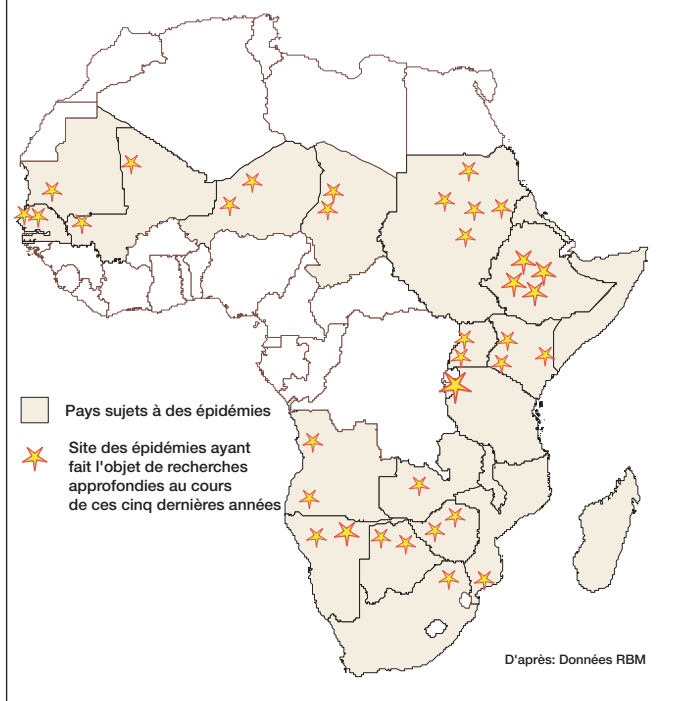 Pays sujets à des épidémies
Site des épidémies ayant
fait l'objet de recherches
approfondies au cours
de ces cinq dernières années
D'après: Données RBM